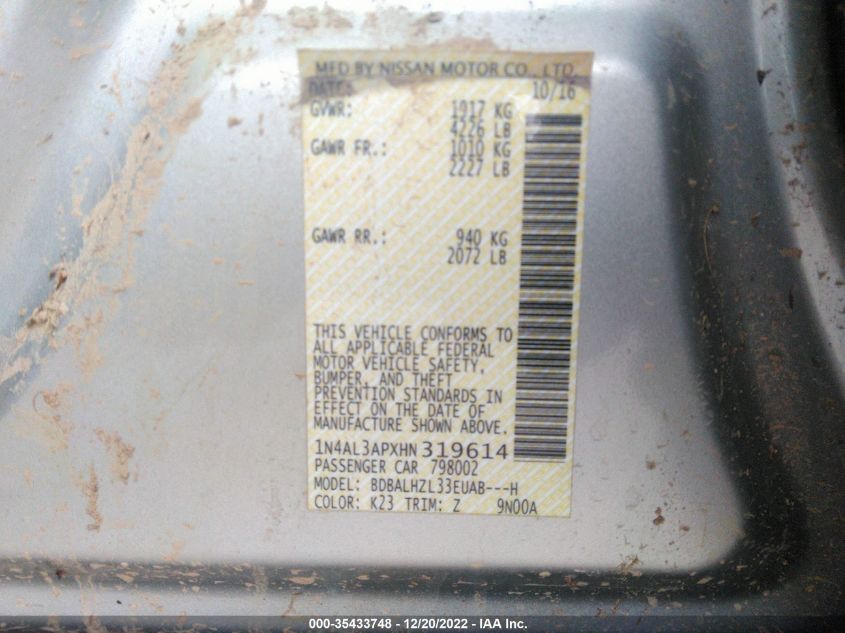 MFD BY NISSAN MOTOR CO., LTD.
DATE: 10/16
GVWR: 1917 KG
4226 LB
GAWR FR.: 1010 KG
2227 LB
GAWR RR.: 940 KG
2072 LB
THIS VEHICLE CONFORMS TO
ALL APPLICABLE FEDERAL
MOTOR VEHICLE SAFETY,
BUMPER, AND THEFT
PREVENTION STANDARDS IN
EFFECT ON THE DATE OF
MANUFACTURE SHOWN ABOVE.
1N4AL3APXHN319614
PASSENGER CAR 798002
MODEL: BDBALHZL33EUAB---H
COLOR: K23 TRIM: Z 9N00A
000-35433748 - 12/20/2022 - IAA Inc.